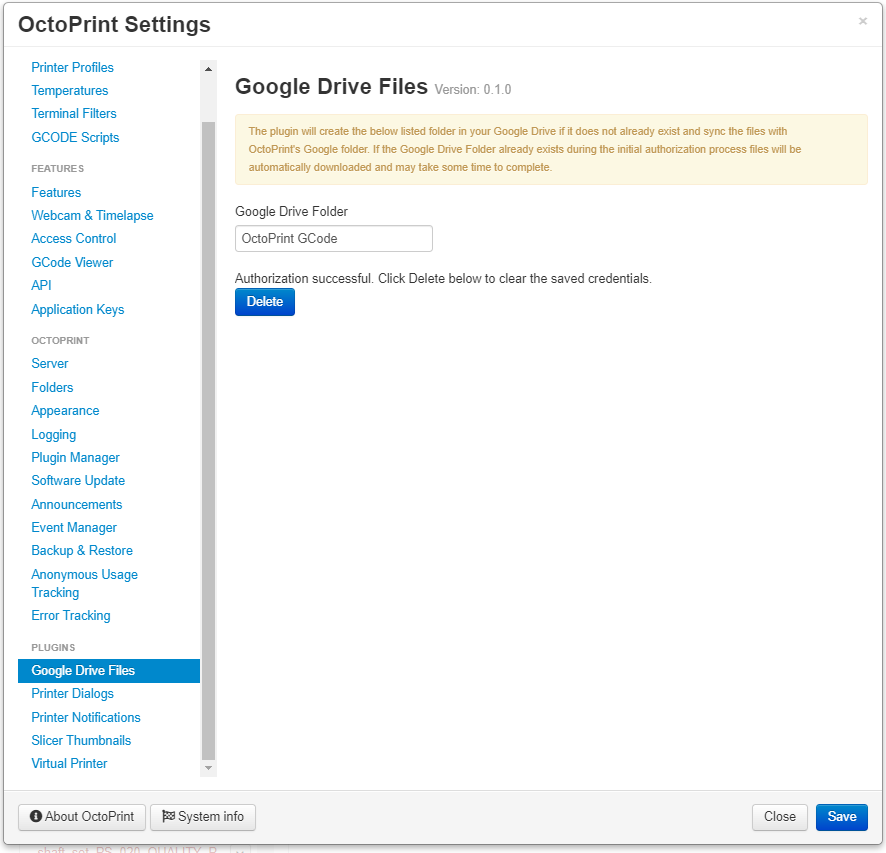 OctoPrint Settings
×
Printer Profiles
Temperatures
Terminal Filters
GCODE Scripts
FEATURES
Features
Webcam & Timelapse
Access Control
GCode Viewer
API
Application Keys
OCTOPRINT
Server
Folders
Appearance
Logging
Plugin Manager
Software Update
Announcements
Event Manager
Backup & Restore
Anonymous Usage
Tracking
Error Tracking
PLUGINS
Google Drive Files
Printer Dialogs
Printer Notifications
Slicer Thumbnails
Virtual Printer
Google Drive Files Version: 0.1.0
The plugin will create the below listed folder in your Google Drive if it does not already exist and sync the files with
OctoPrint's Google folder. If the Google Drive Folder already exists during the initial authorization process files will be
automatically downloaded and may take some time to complete.
Google Drive Folder
OctoPrint GCode
Authorization successful. Click Delete below to clear the saved credentials.
Delete
About OctoPrint
System info
Close
Save